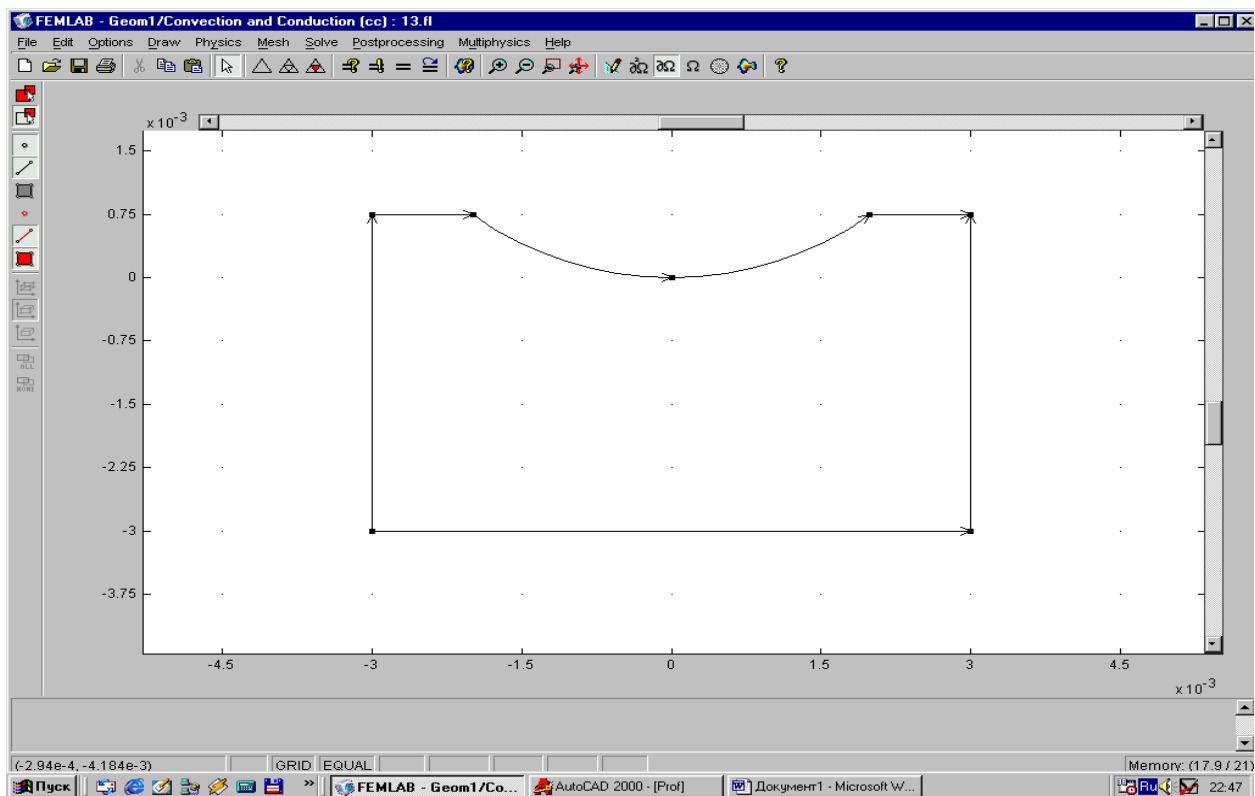 FEMLAB - Geom1/Convection and Conduction (cc) : 13.fl
File Edit Options Draw Physics Mesh Solve Postprocessing Multiphysics Help
x 10^-3
1.5
0.75
0
-0.75
-1.5
-2.25
-3
-3.75
-4.5 -3 -1.5 0 1.5 3 4.5
x 10^-3
ALL
NONE
(-2.94e-4, -4.184e-3) GRID EQUAL Memory: (17.9 / 21)
Пуск » FEMLAB - Geom1/Co... AutoCAD 2000 - [Prof] Документ1 - Microsoft W... Ru 22:47